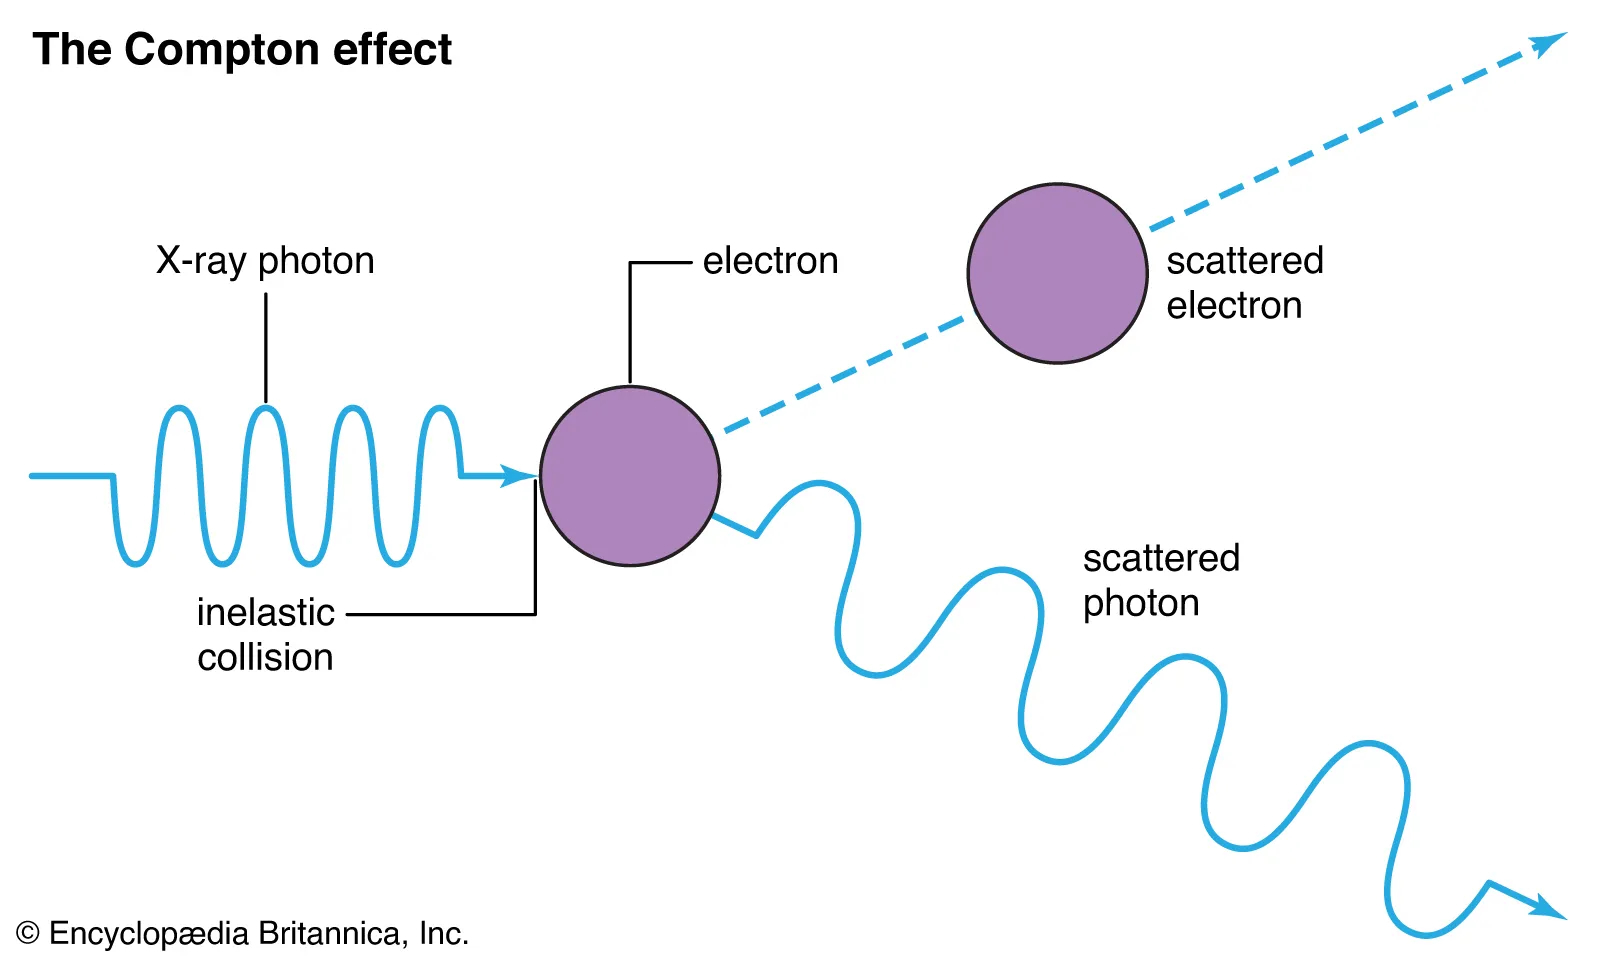 The Compton effect
X-ray photon
electron
scattered
electron
inelastic
collision
scattered
photon
© Encyclopædia Britannica, Inc.